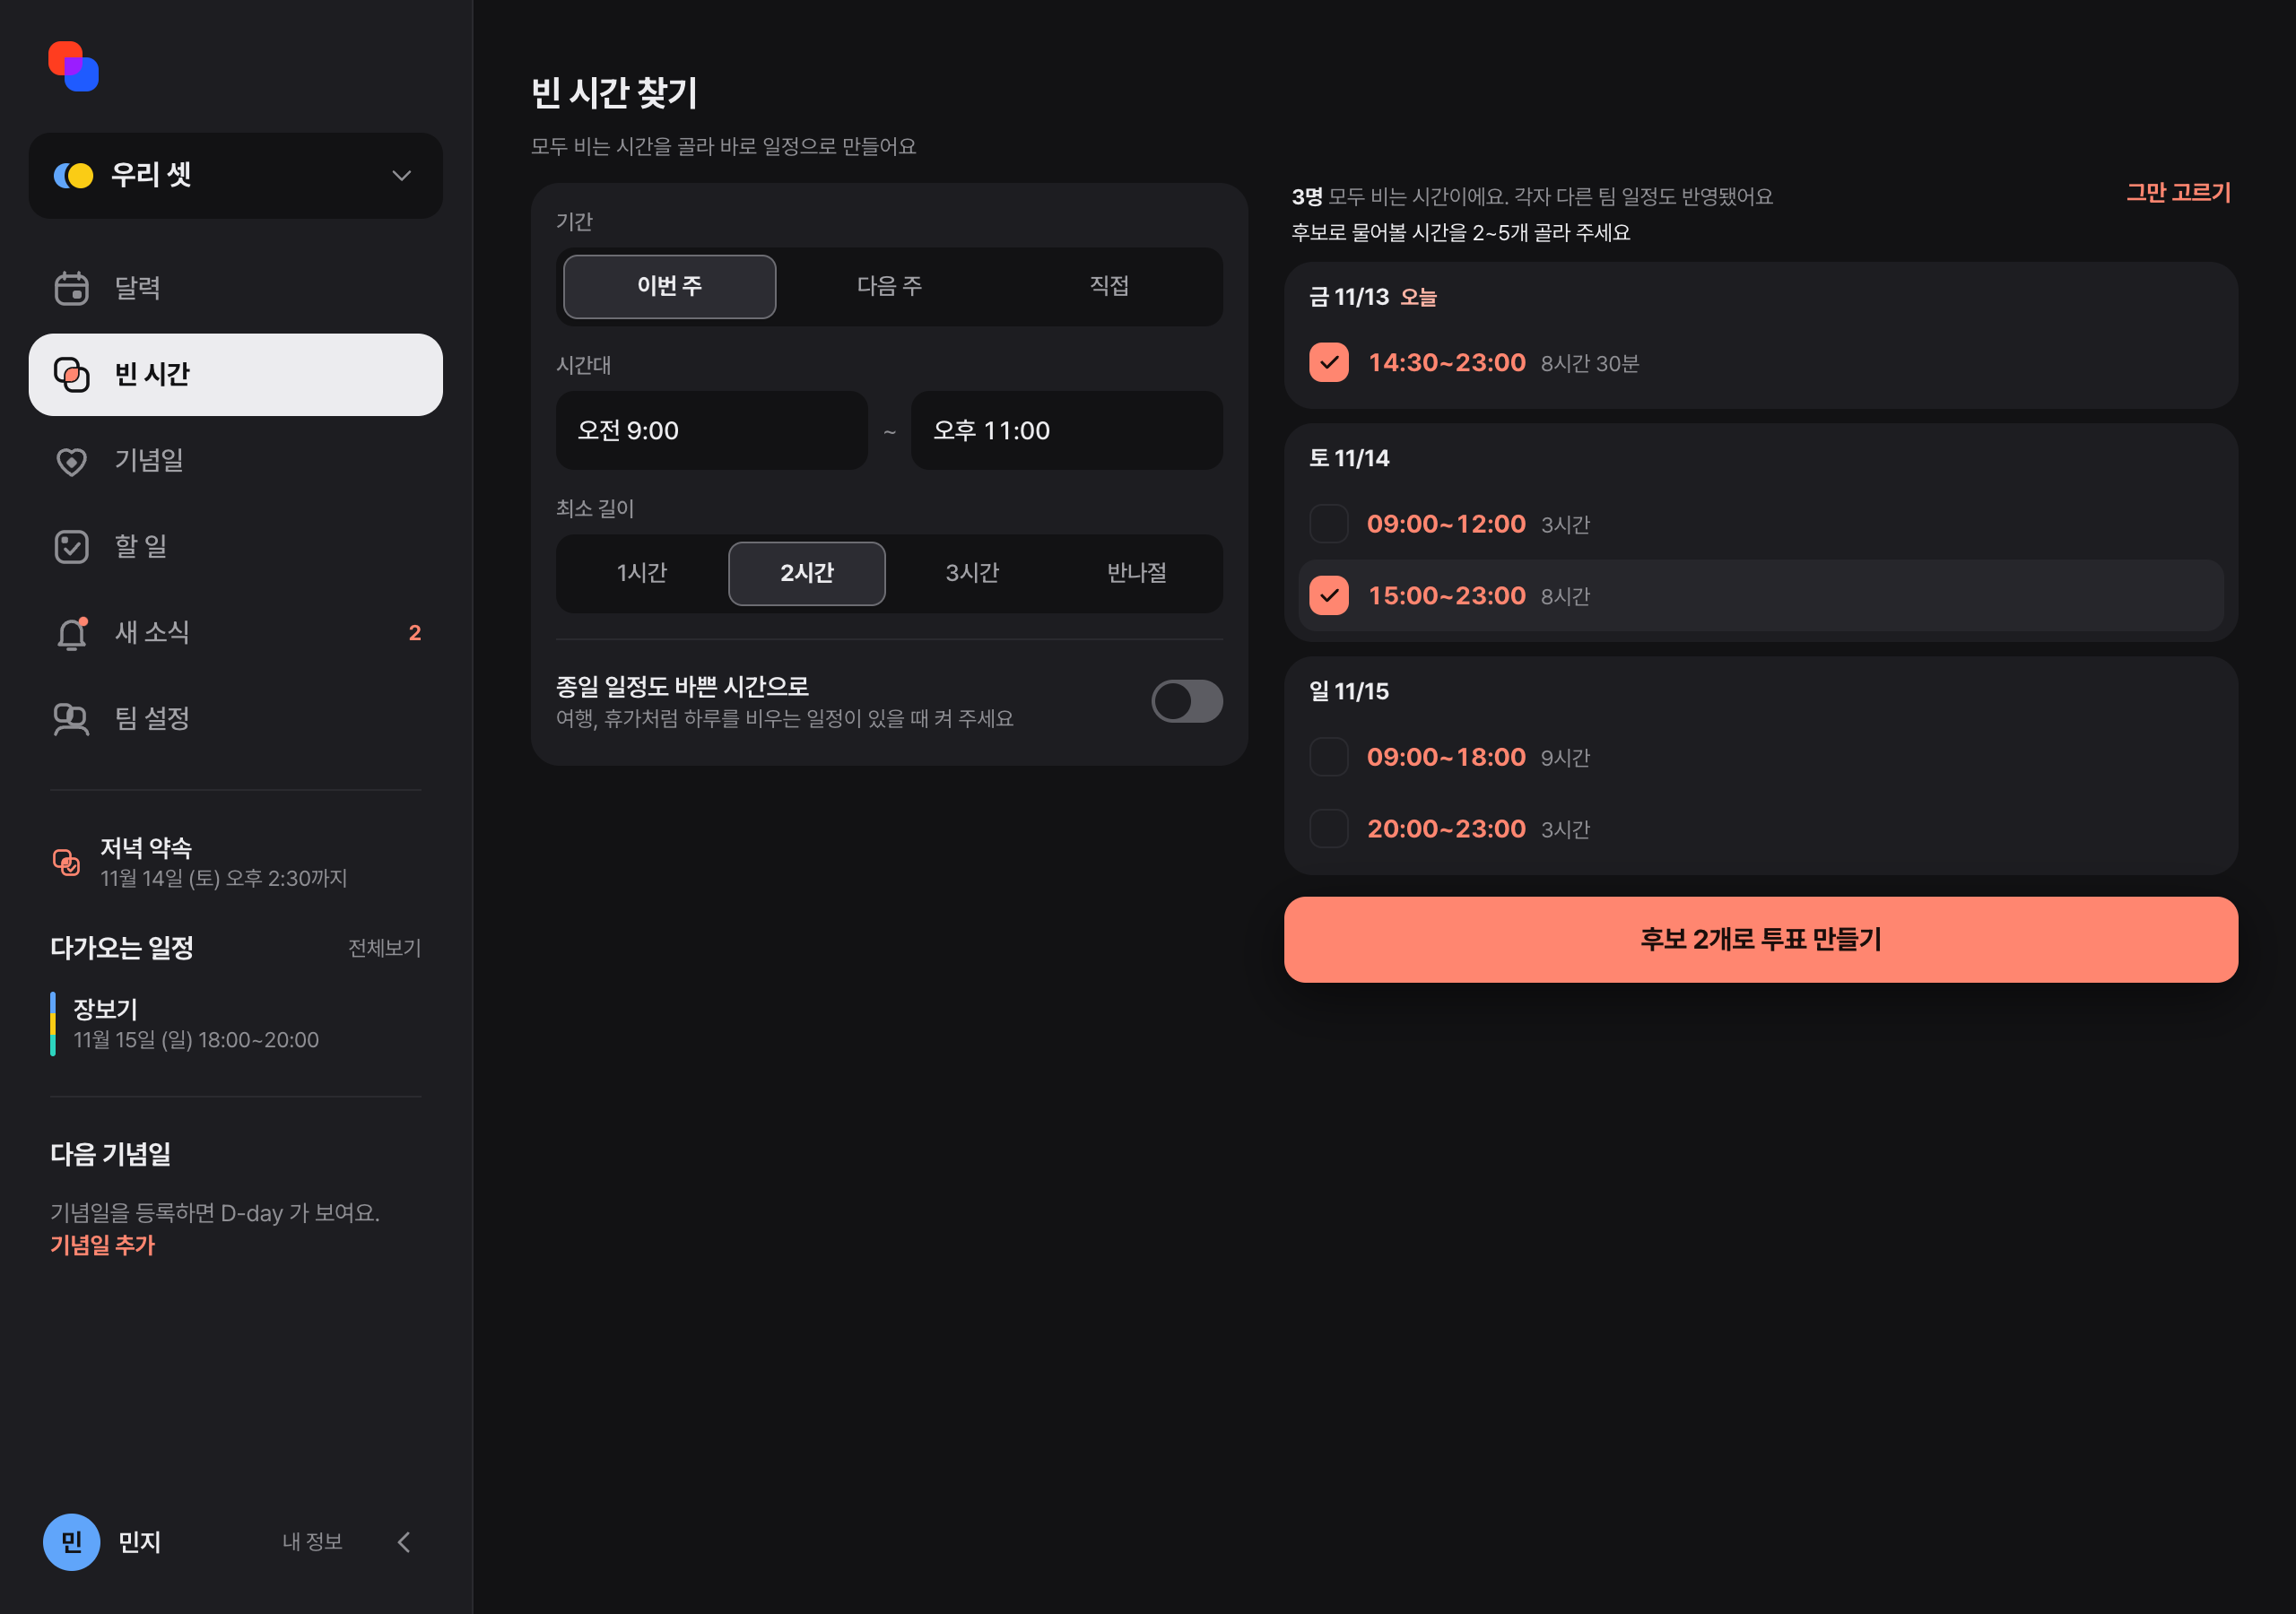 우리 셋
달력
빈 시간
기념일
할 일
새 소식 2
팀 설정
저녁 약속
11월 14일 (토) 오후 2:30까지
다가오는 일정 전체보기
장보기
11월 15일 (일) 18:00~20:00
다음 기념일
기념일을 등록하면 D-day 가 보여요.
기념일 추가
민 민지 내 정보
빈 시간 찾기
모두 비는 시간을 골라 바로 일정으로 만들어요
기간
이번 주 다음 주 직접
시간대
오전 9:00 ~ 오후 11:00
최소 길이
1시간 2시간 3시간 반나절
종일 일정도 바쁜 시간으로
여행, 휴가처럼 하루를 비우는 일정이 있을 때 켜 주세요
3명 모두 비는 시간이에요. 각자 다른 팀 일정도 반영됐어요 그만 고르기
후보로 물어볼 시간을 2~5개 골라 주세요
금 11/13 오늘
14:30~23:00 8시간 30분
토 11/14
09:00~12:00 3시간
15:00~23:00 8시간
일 11/15
09:00~18:00 9시간
20:00~23:00 3시간
후보 2개로 투표 만들기